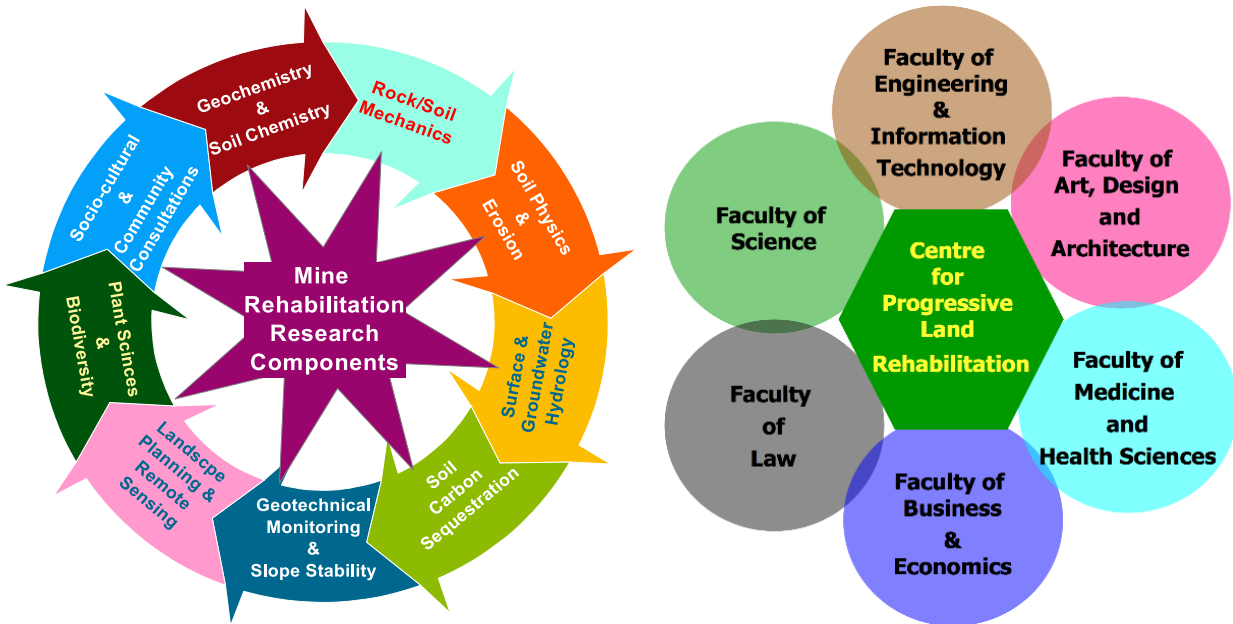 Geochemistry
&
Soil Chemistry
Rock/Soil
Mechanics
Soil Physics
&
Erosion
Surface &
Groundwater
Hydrology
Soil
Carbon
Sequestration
Geotechnical
Monitoring
&
Slope Stability
Landscpe
Planning &
Remote
Sensing
Plant Scinces
&
Biodiversity
Socio-cultural
&
Community
Consultations
Mine
Rehabilitation
Research
Components
Faculty of
Engineering
&
Information
Technology
Faculty of
Art, Design
and
Architecture
Faculty of
Medicine
and
Health Sciences
Faculty of
Business
&
Economics
Faculty
of
Law
Faculty of
Science
Centre
for
Progressive
Land
Rehabilitation